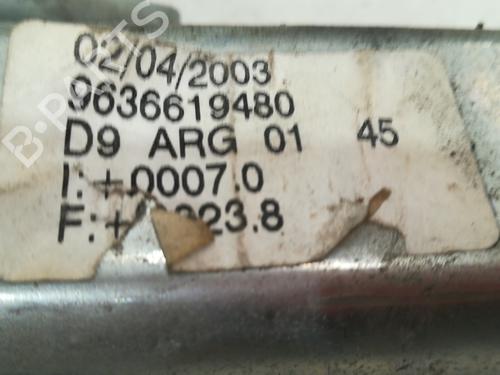 02/04/2003
9636619480
D9 ARG 01 45
I: +0007.0
B-PARTS